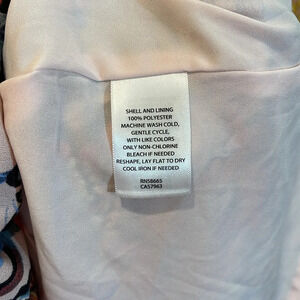 SHELL AND LINING
100% POLYESTER
MACHINE WASH COLD,
GENTLE CYCLE,
WITH LIKE COLORS
ONLY NON-CHLORINE
BLEACH IF NEEDED
RESHAPE, LAY FLAT TO DRY
COOL IRON IF NEEDED
RN58665
CA57963